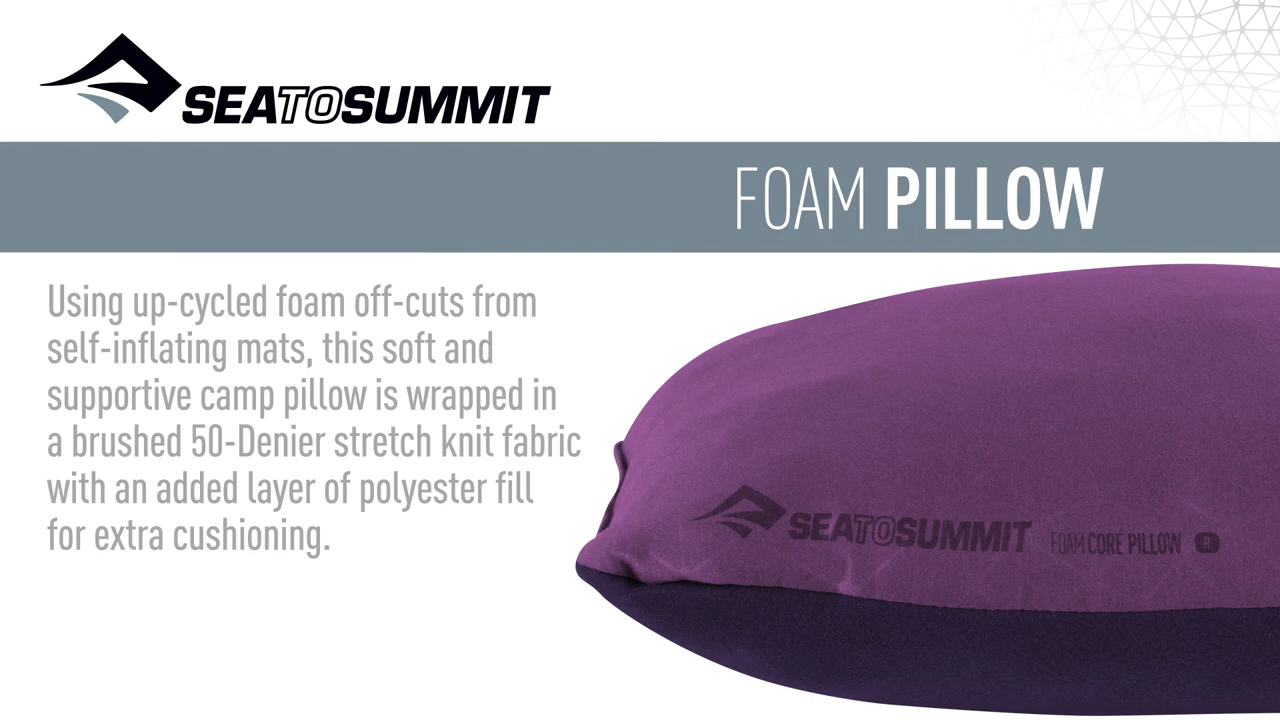 SEATOSUMMIT
FOAM PILLOW
Using up-cycled foam off-cuts from
self-inflating mats, this soft and
supportive camp pillow is wrapped in
a brushed 50-Denier stretch knit fabric
with an added layer of polyester fill
for extra cushioning.
SEATOSUMMIT FOAM CORE PILLOW R